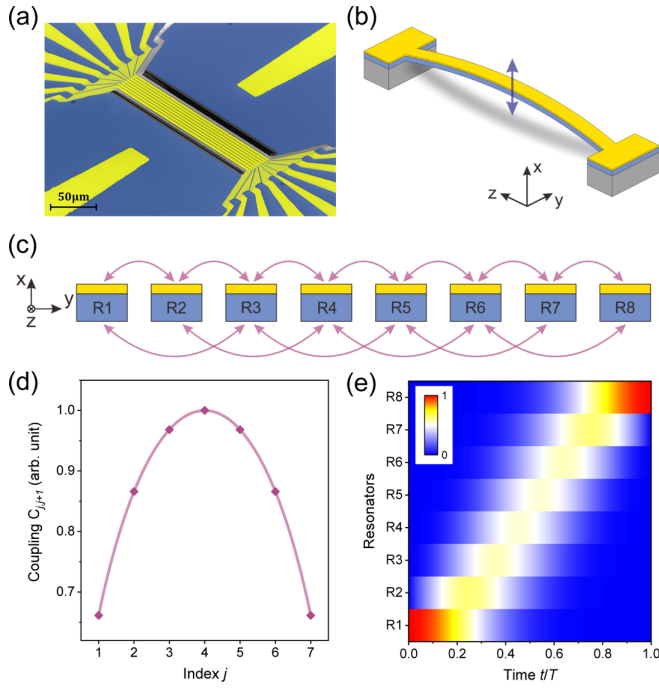 (a)
50μm
(b)
x
z
y
(c)
x
z
y
R1 R2 R3 R4 R5 R6 R7 R8
(d)
Coupling Cj,j+1 (arb. unit)
1.0
0.9
0.8
0.7
1 2 3 4 5 6 7
Index j
(e)
Resonators
R8
R7
R6
R5
R4
R3
R2
R1
1
0
0.0 0.2 0.4 0.6 0.8 1.0
Time t/T